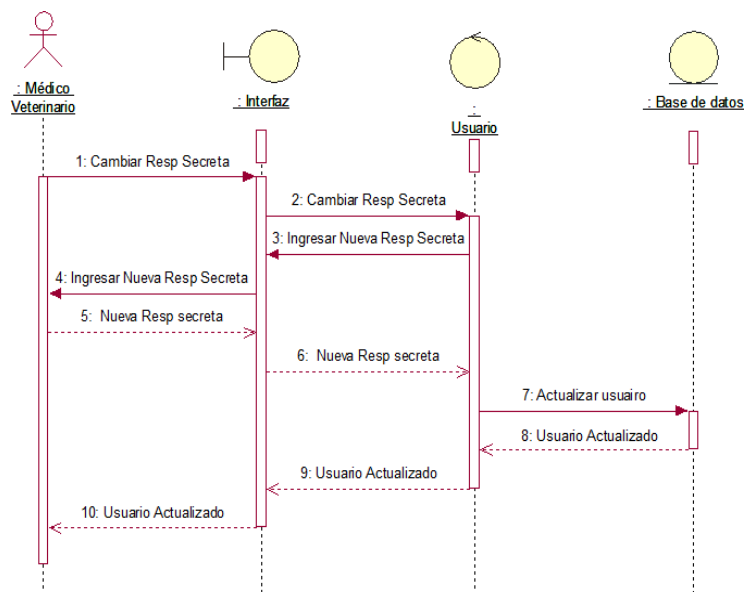 : Médico
Veterinario
: Interfaz
:
Usuario
: Base de datos
1: Cambiar Resp Secreta
2: Cambiar Resp Secreta
3: Ingresar Nueva Resp Secreta
4: Ingresar Nueva Resp Secreta
5: Nueva Resp secreta
6: Nueva Resp secreta
7: Actualizar usuairo
8: Usuario Actualizado
9: Usuario Actualizado
10: Usuario Actualizado